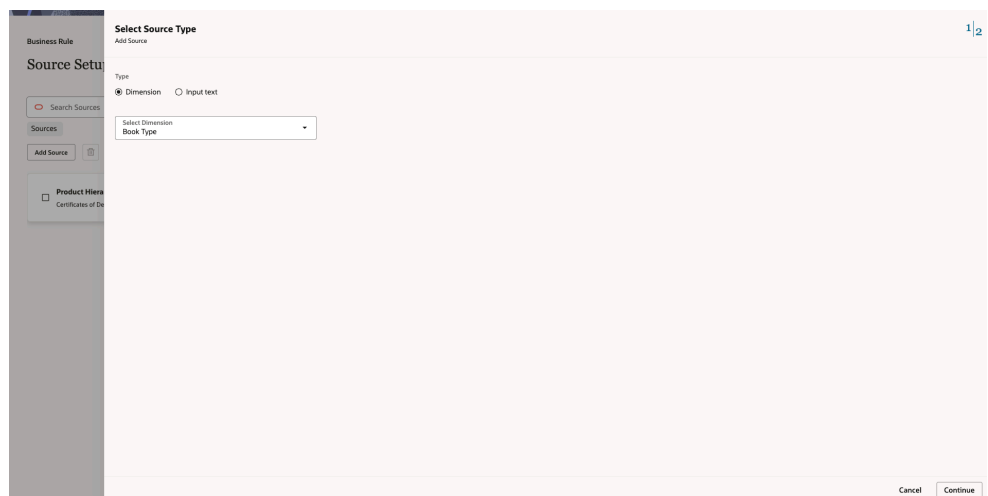 Business Rule
Source Setu
Search Sources
Sources
Add Source
Product Hiera
Certificates of De
Select Source Type
Add Source
1|2
Type
Dimension
Input text
Select Dimension
Book Type
Cancel
Continue